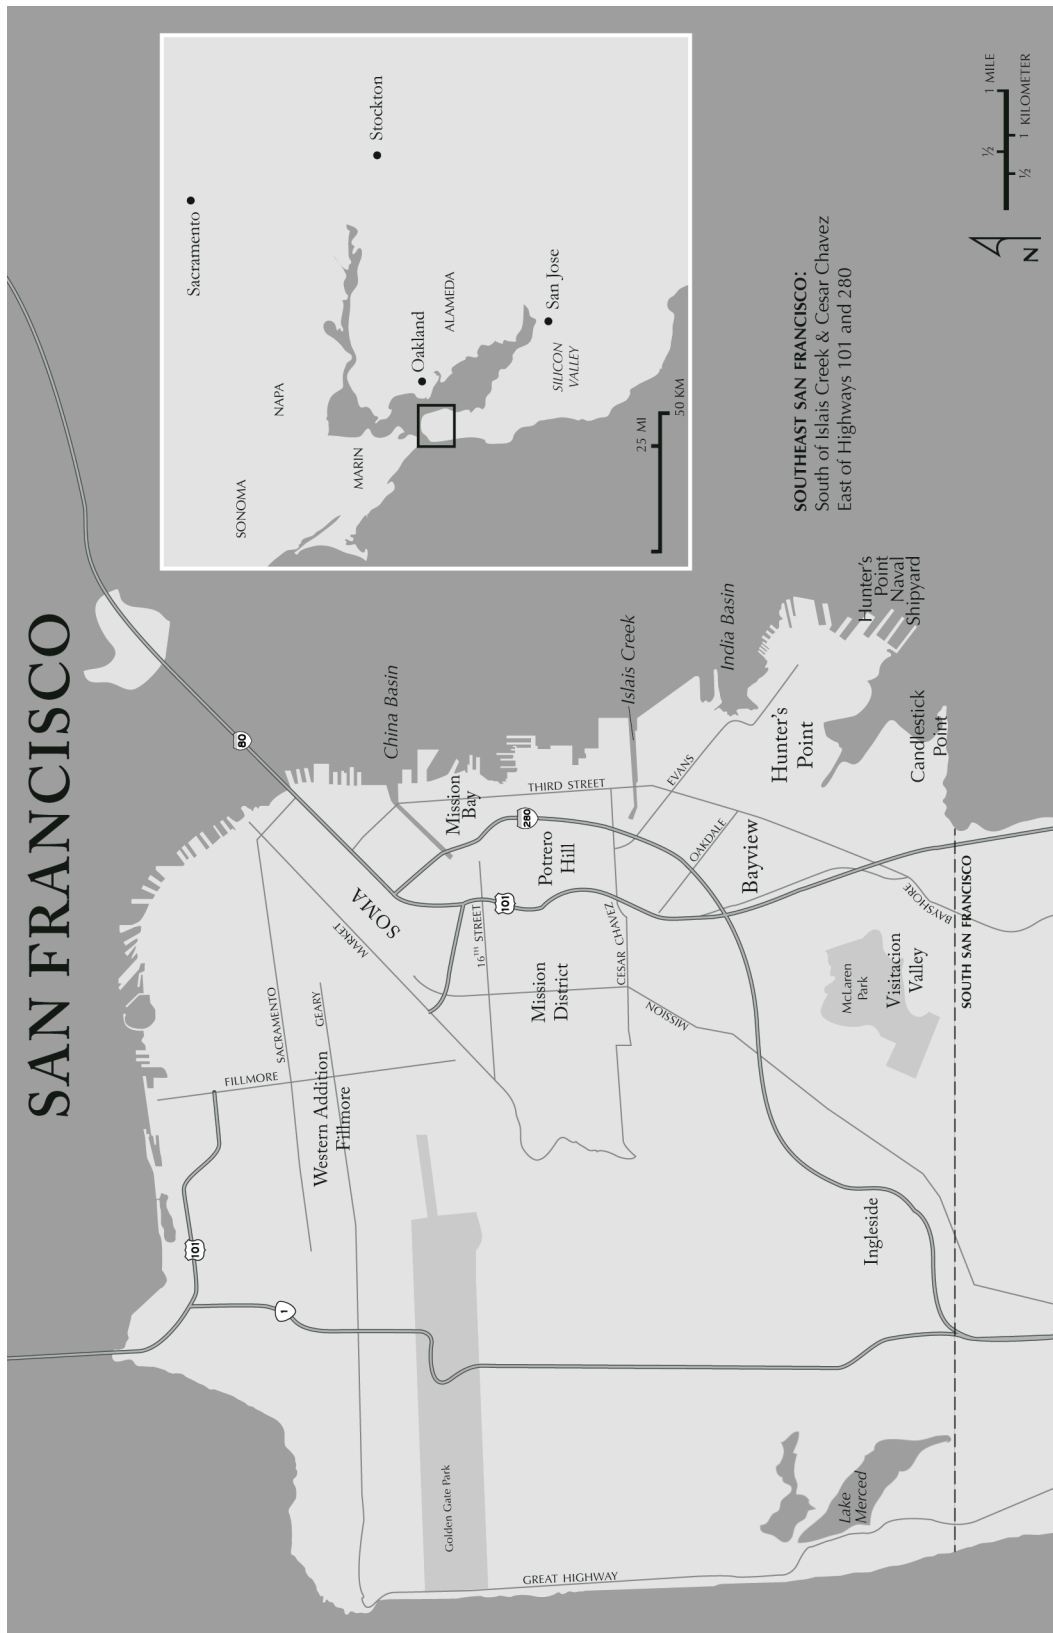 SAN FRANCISCO
Sacramento
Stockton
NAPA
SONOMA
MARIN
Oakland
ALAMEDA
San Jose
SILICON
VALLEY
25 MI
50 KM
SOUTHEAST SAN FRANCISCO:
South of Islais Creek & Cesar Chavez
East of Highways 101 and 280
½
1 MILE
½
1 KILOMETER
N
80
China Basin
Islais Creek
India Basin
Hunter's
Point
Naval
Shipyard
Candlestick
Point
Hunter's
Point
Mission
Bay
THIRD STREET
EVANS
280
OAKDALE
Potrero
Hill
Bayview
SOMA
MARKET
101
16TH STREET
CESAR CHAVEZ
BAYSHORE
SOUTH SAN FRANCISCO
Mission
District
MISSION
McLaren
Park
Visitacion
Valley
SACRAMENTO
GEARY
FILLMORE
Western Addition
Fillmore
101
1
Ingleside
Golden Gate Park
Lake
Merced
GREAT HIGHWAY